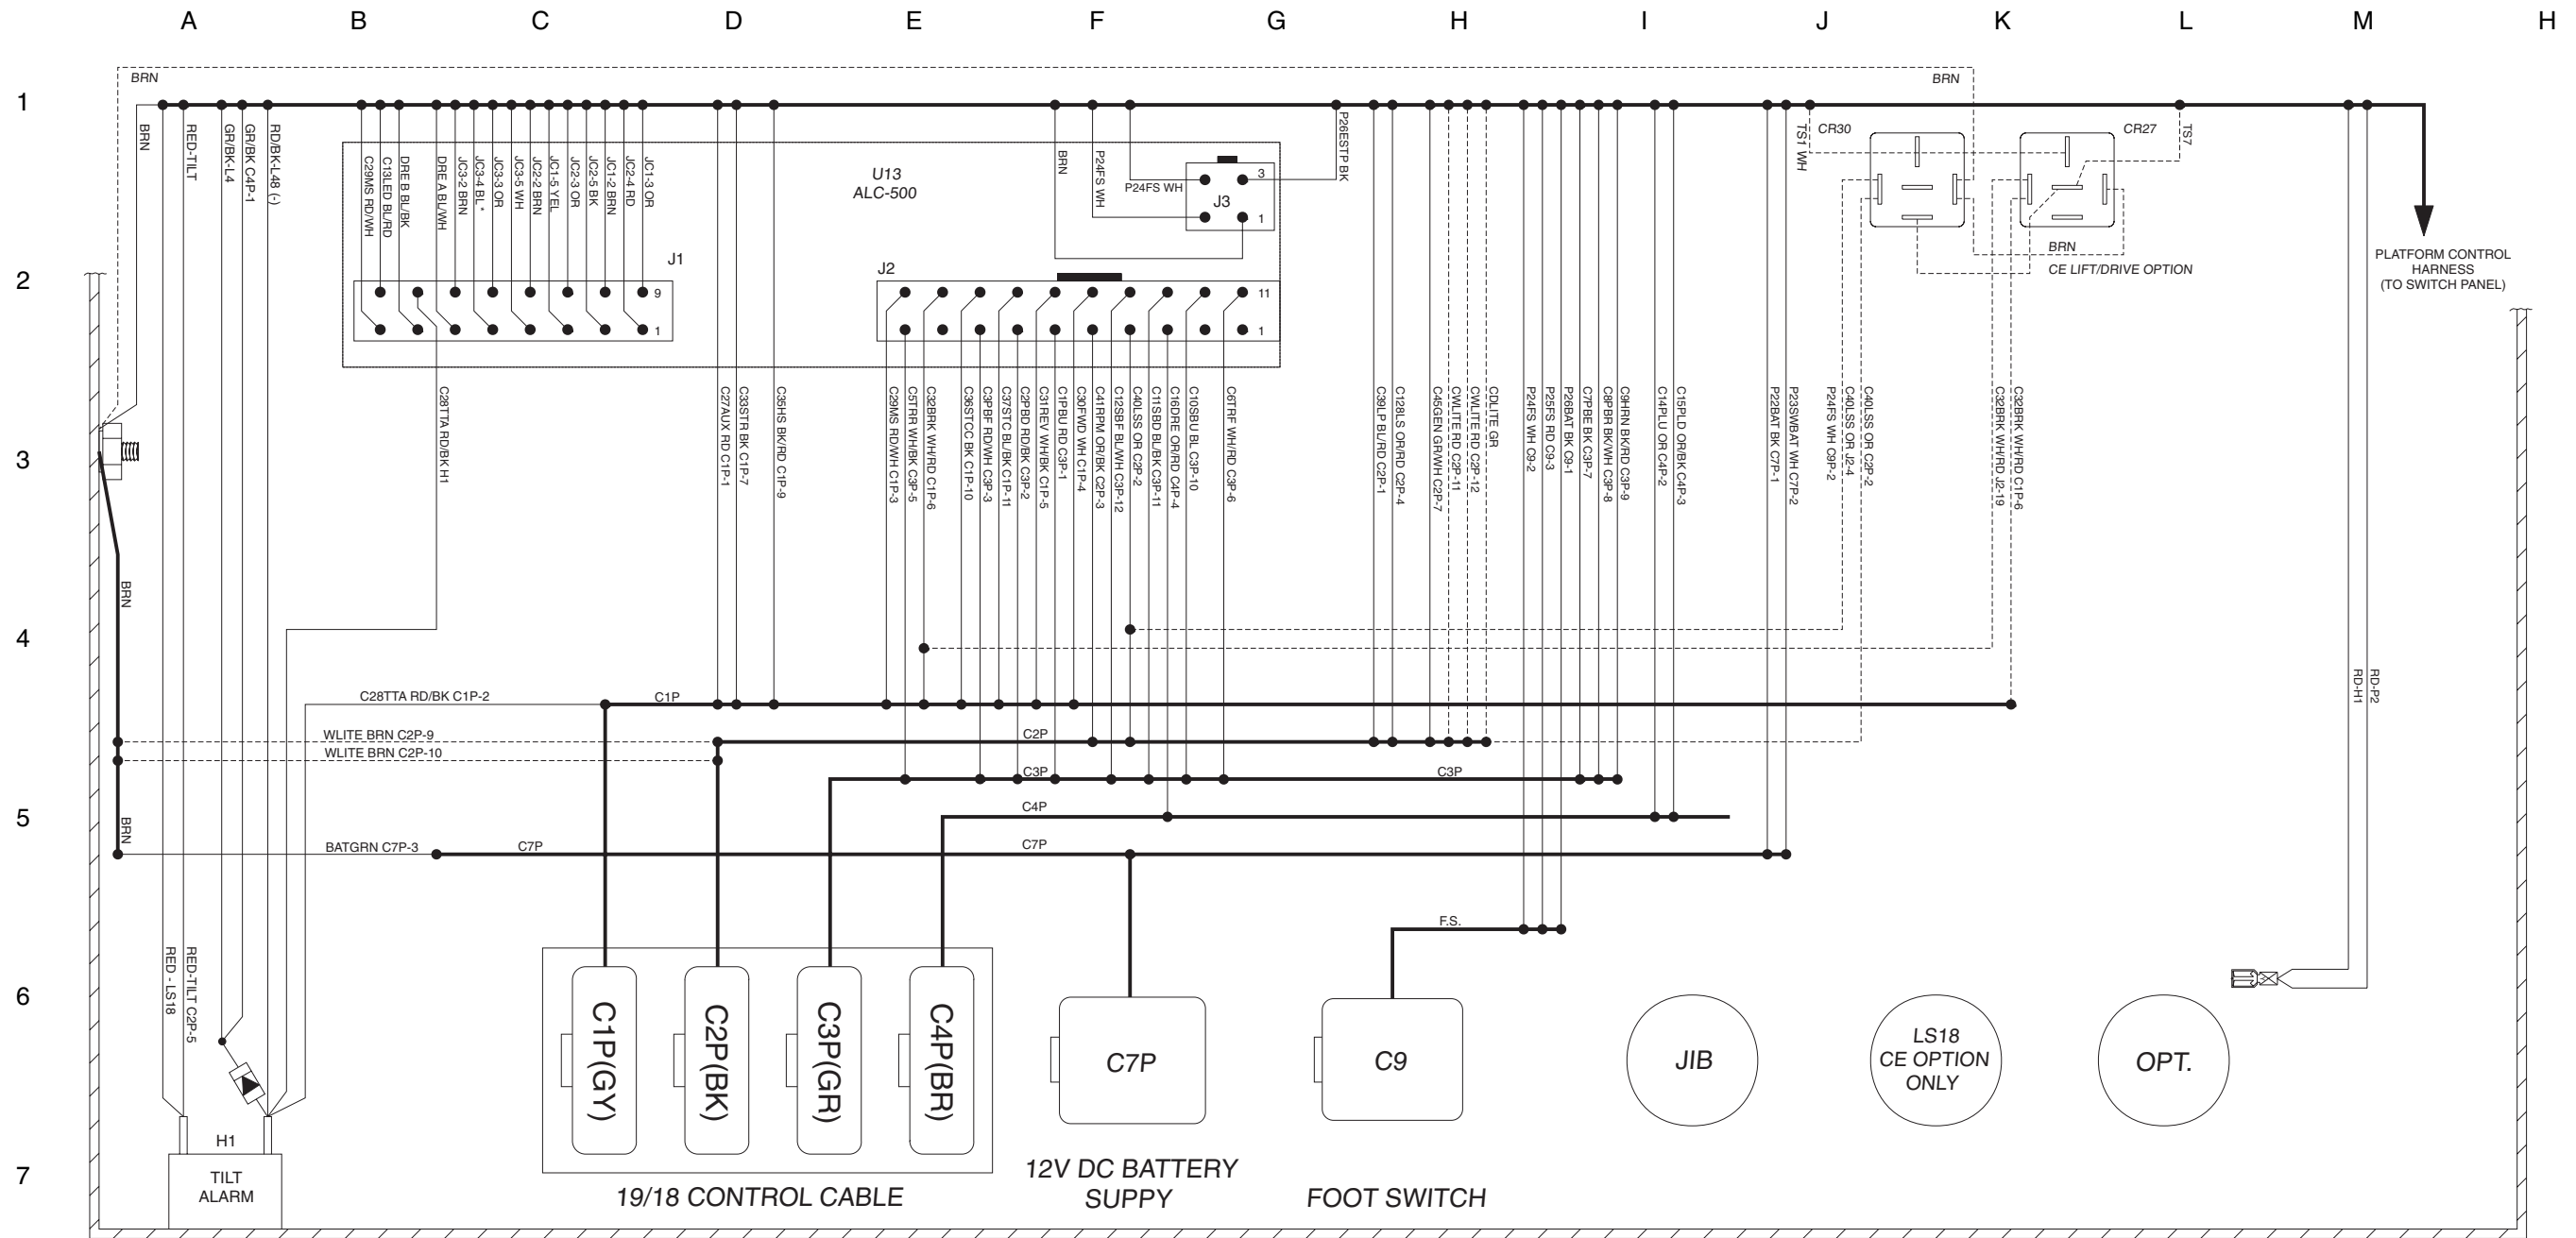 A B C D E F G H I J K L M H
1
2
3
4
5
6
7
BRN
BRN
BRN
RED-TILT
GR/BK-L4
GR/BK C4P-1
RD/BK-L48 (-)
C29MS RD/WH
C13LED BL/RD
DRE B BL/BK
DRE A BL/WH
JC3-2 BRN
JC3-4 BL *
JC3-3 OR
JC3-5 WH
JC2-2 BRN
JC1-5 YEL
JC2-3 OR
JC2-5 BK
JC1-2 BRN
JC2-4 RD
JC1-3 OR
U13
ALC-500
BRN
P24FS WH
P24FS WH
3
J3
1
P26ESTP BK
TS1 WH
CR30
CR27
TS7
BRN
CE LIFT/DRIVE OPTION
PLATFORM CONTROL
HARNESS
(TO SWITCH PANEL)
J1
9
1
J2
11
1
C28TTA RD/BK H1
C27AUX RD C1P-1
C33STR BK C1P-7
C35HS BK/RD C1P-9
C29MS RD/WH C1P-3
C5TRR WH/BK C3P-5
C32BRK WH/RD C1P-6
C36STCC BK C1P-10
C3PBF RD/WH C3P-3
C37STC BL/BK C1P-11
C2PBD RD/BK C3P-2
C31REV WH/BK C1P-5
C1PBU RD C3P-1
C30FWD WH C1P-4
C41RPM OR/BK C2P-3
C12SBF BL/WH C3P-12
C40LSS OR C2P-2
C11SBD BL/BK C3P-11
C16DRE OR/RD C4P-4
C10SBU BL C3P-10
C6TRF WH/RD C3P-6
C39LP BL/RD C2P-1
C128LS OR/RD C2P-4
C45GEN GR/WH C2P-7
CWLITE RD C2P-11
CWLITE RD C2P-12
CDLITE GR
P24FS WH C9-2
P25FS RD C9-3
P26BAT BK C9-1
C7PBE BK C3P-7
C8PBR BK/WH C3P-8
C9HRN BK/RD C3P-9
C14PLU OR C4P-2
C15PLD OR/BK C4P-3
P22BAT BK C7P-1
P23SWBAT WH C7P-2
P24FS WH C9P-2
C40LSS OR J2-4
C40LSS OR C2P-2
C32BRK WH/RD J2-19
C32BRK WH/RD C1P-6
BRN
RD-H1
RD-P2
C28TTA RD/BK C1P-2
C1P
WLITE BRN C2P-9
C2P
WLITE BRN C2P-10
C3P
C3P
C4P
BRN
BATGRN C7P-3
C7P
C7P
F.S.
RED - LS18
RED-TILT C2P-5
H1
TILT
ALARM
C1P(GY)
C2P(BK)
C3P(GR)
C4P(BR)
C7P
C9
JIB
LS18
CE OPTION
ONLY
OPT.
19/18 CONTROL CABLE
12V DC BATTERY
SUPPY
FOOT SWITCH